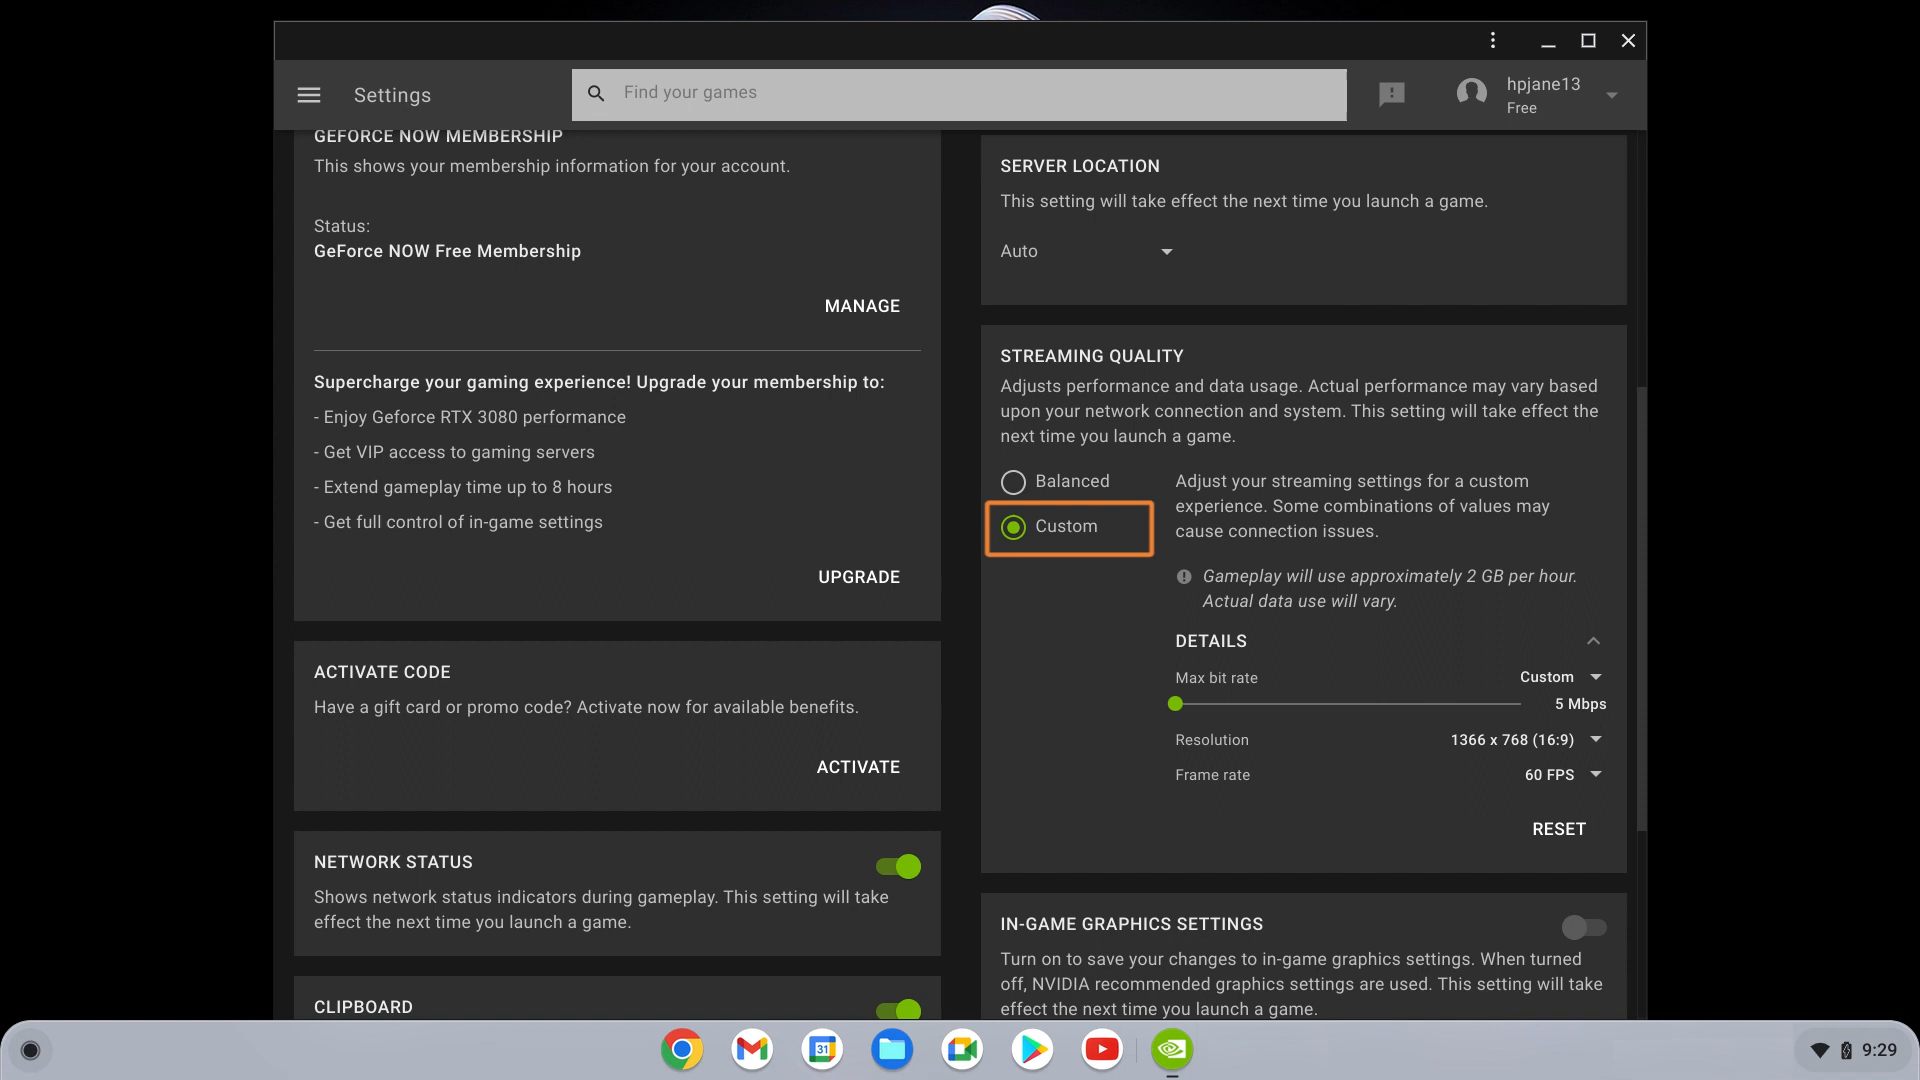 Settings
Find your games
hpjane13
Free
GEFORCE NOW MEMBERSHIP
This shows your membership information for your account.
Status:
GeForce NOW Free Membership
MANAGE
Supercharge your gaming experience! Upgrade your membership to:
- Enjoy Geforce RTX 3080 performance
- Get VIP access to gaming servers
- Extend gameplay time up to 8 hours
- Get full control of in-game settings
UPGRADE
ACTIVATE CODE
Have a gift card or promo code? Activate now for available benefits.
ACTIVATE
NETWORK STATUS
Shows network status indicators during gameplay. This setting will take
effect the next time you launch a game.
CLIPBOARD
SERVER LOCATION
This setting will take effect the next time you launch a game.
Auto
STREAMING QUALITY
Adjusts performance and data usage. Actual performance may vary based
upon your network connection and system. This setting will take effect the
next time you launch a game.
Balanced
Custom
Adjust your streaming settings for a custom
experience. Some combinations of values may
cause connection issues.
Gameplay will use approximately 2 GB per hour.
Actual data use will vary.
DETAILS
Max bit rate Custom
5 Mbps
Resolution 1366 x 768 (16:9)
Frame rate 60 FPS
RESET
IN-GAME GRAPHICS SETTINGS
Turn on to save your changes to in-game graphics settings. When turned
off, NVIDIA recommended graphics settings are used. This setting will take
effect the next time you launch a game.
31
9:29